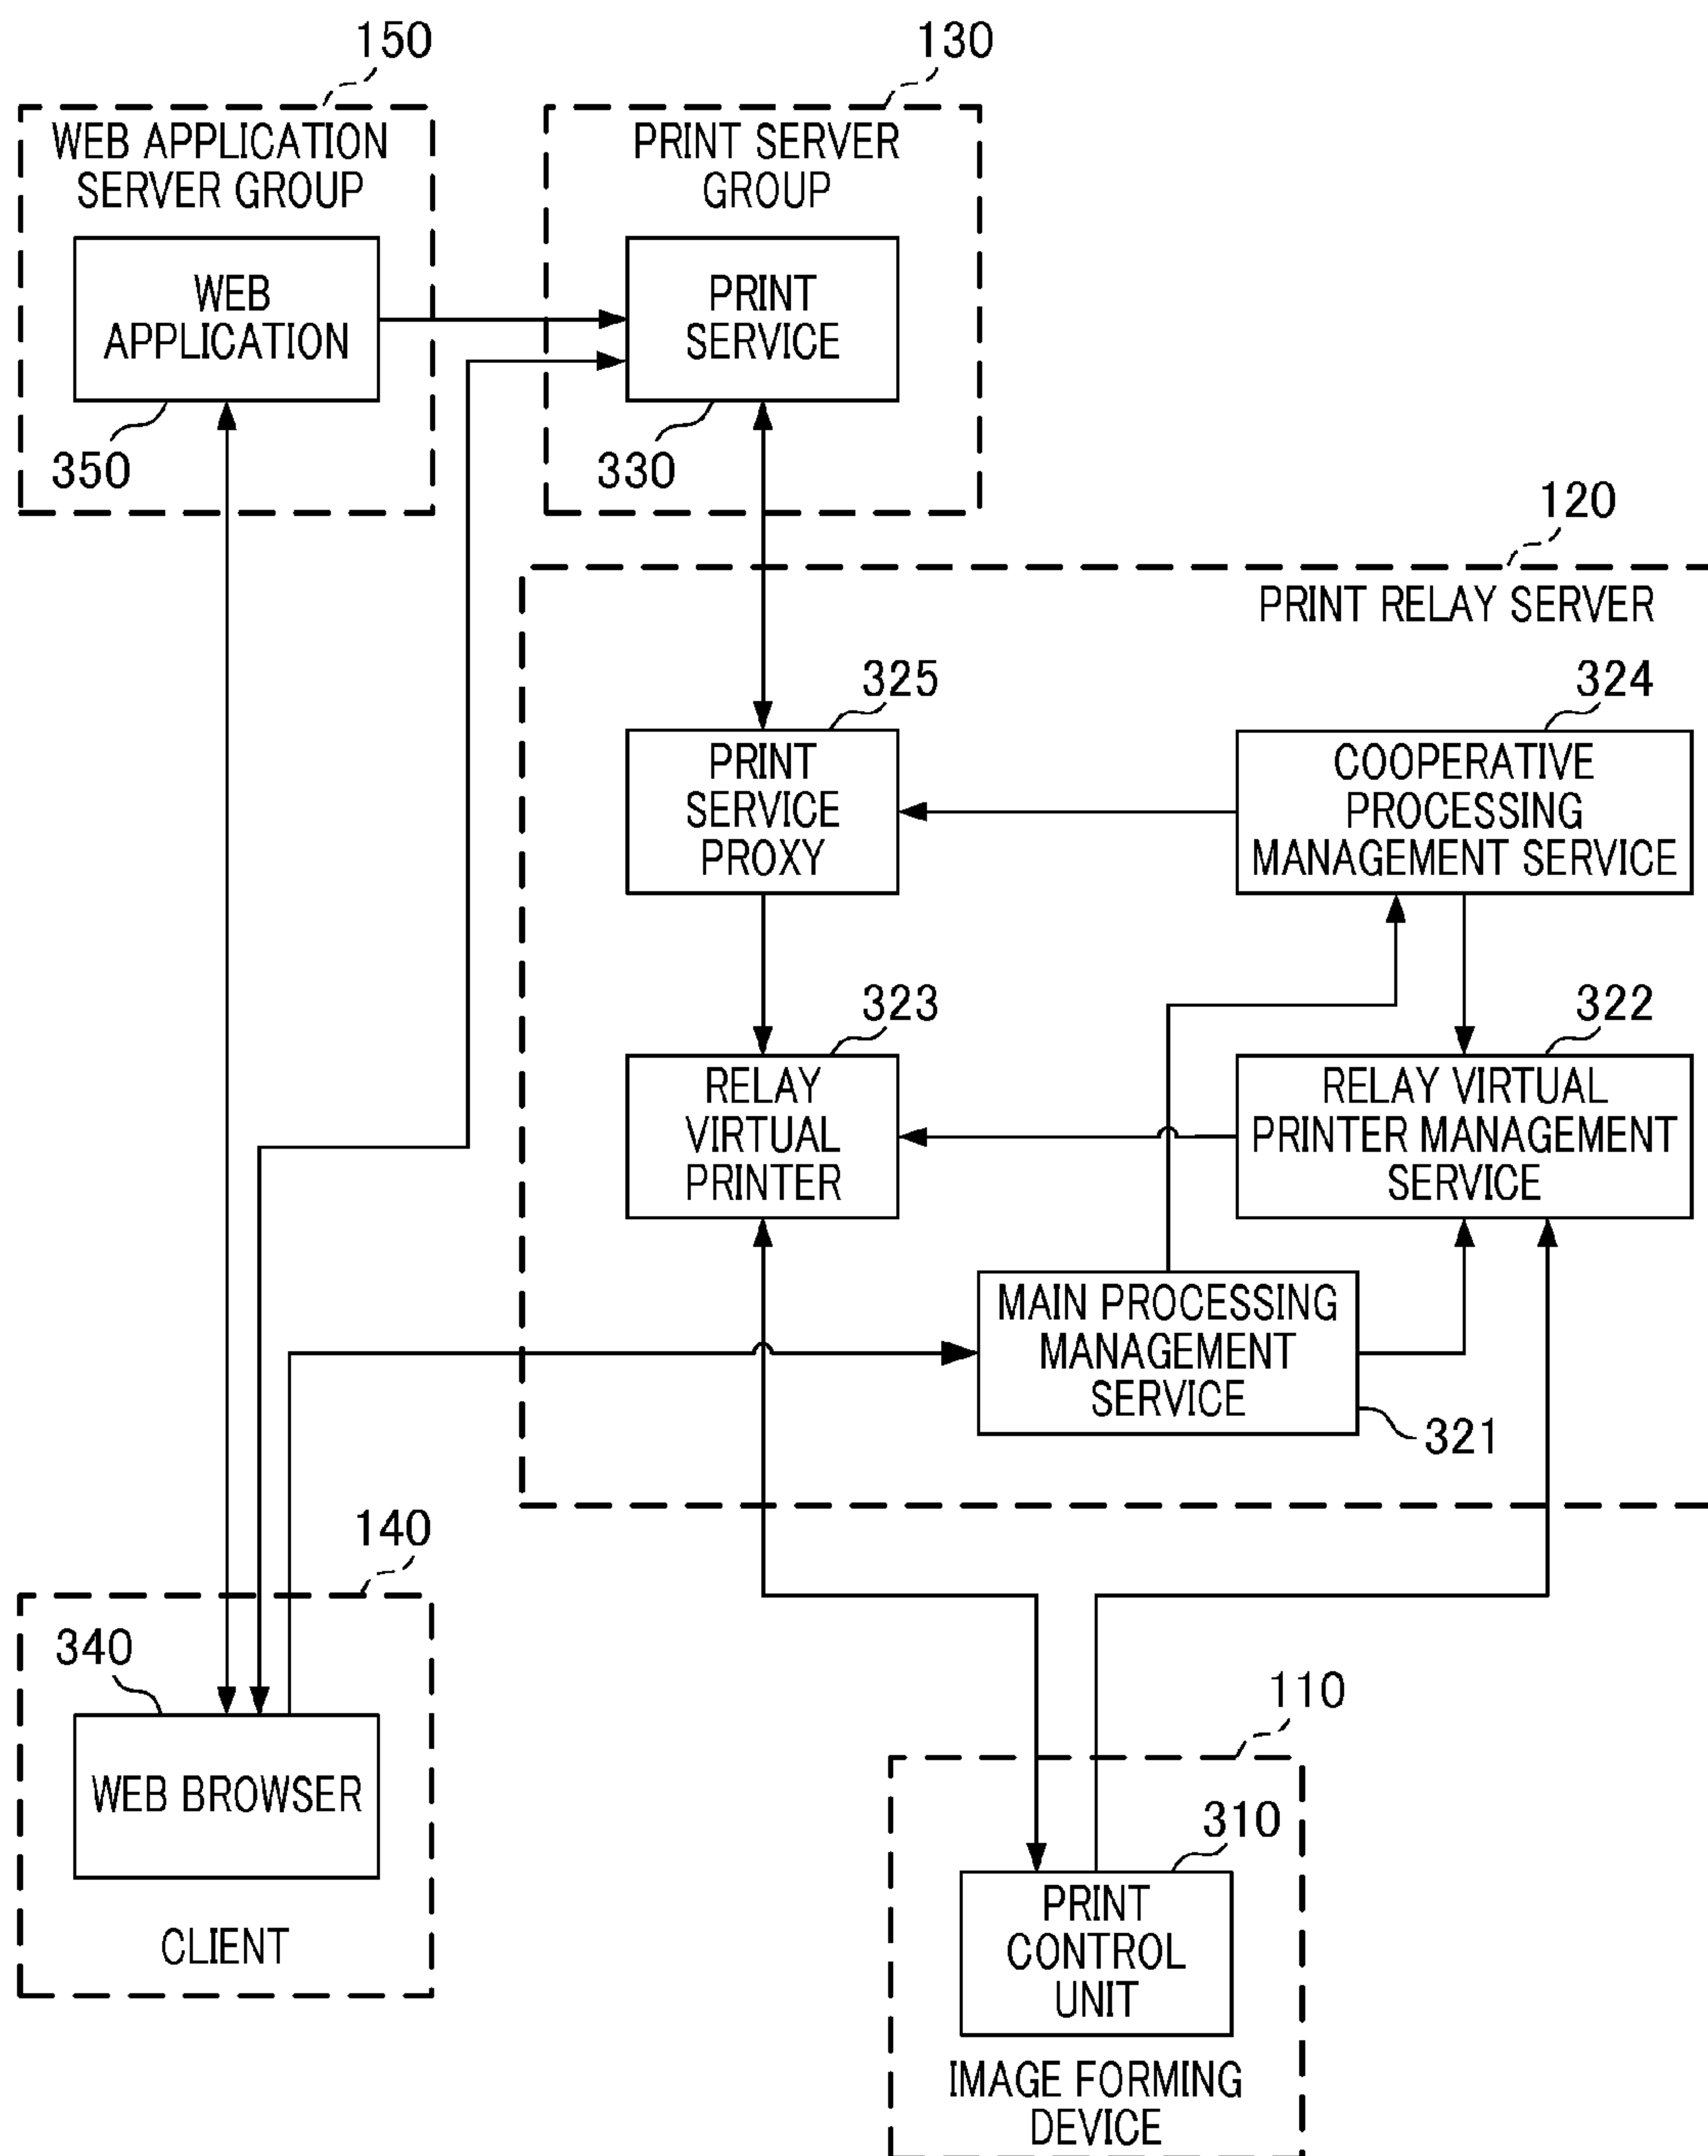 150
130
WEB APPLICATION
SERVER GROUP
PRINT SERVER
GROUP
WEB
APPLICATION
PRINT
SERVICE
350
330
120
PRINT RELAY SERVER
325
324
PRINT
SERVICE
PROXY
COOPERATIVE
PROCESSING
MANAGEMENT SERVICE
323
322
RELAY
VIRTUAL
PRINTER
RELAY VIRTUAL
PRINTER MANAGEMENT
SERVICE
MAIN PROCESSING
MANAGEMENT
SERVICE
321
140
340
WEB BROWSER
CLIENT
110
310
PRINT
CONTROL
UNIT
IMAGE FORMING
DEVICE